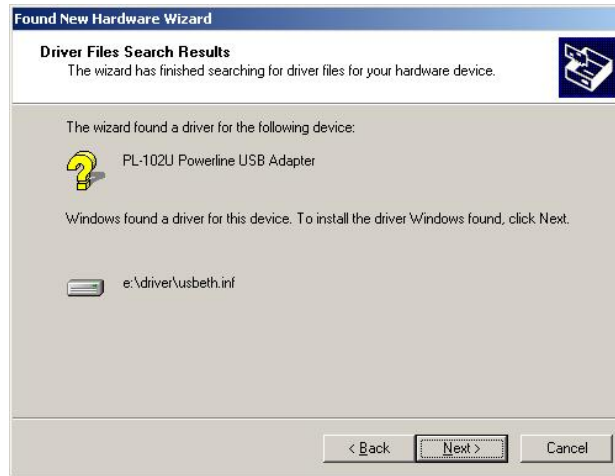 Found New Hardware Wizard
Driver Files Search Results
The wizard has finished searching for driver files for your hardware device.
The wizard found a driver for the following device:
PL-102U Powerline USB Adapter
Windows found a driver for this device. To install the driver Windows found, click Next.
e:\driver\usbeth.inf
< Back Next > Cancel